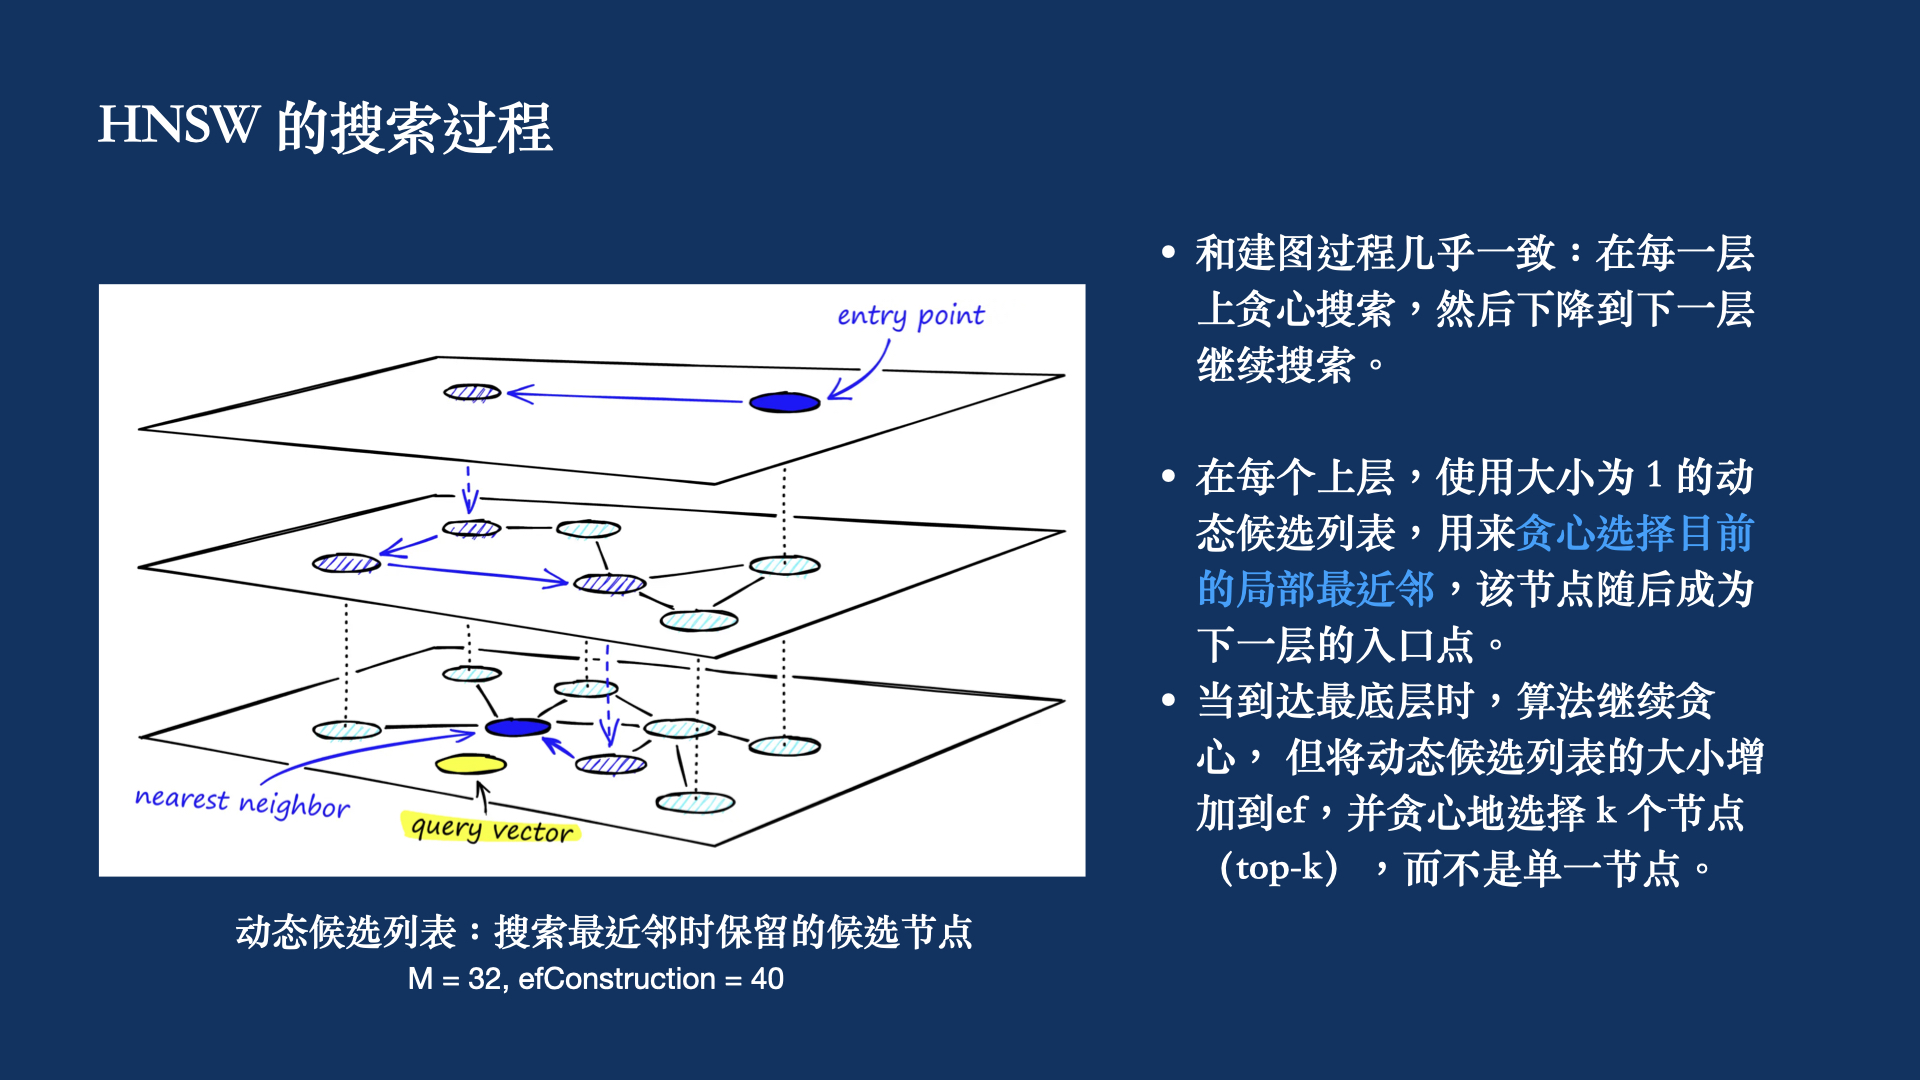 HNSW 的搜索过程
entry point
nearest neighbor
query vector
动态候选列表：搜索最近邻时保留的候选节点
M = 32, efConstruction = 40
• 和建图过程几乎一致：在每一层
上贪心搜索，然后下降到下一层
继续搜索。
• 在每个上层，使用大小为 1 的动
态候选列表，用来贪心选择目前
的局部最近邻，该节点随后成为
下一层的入口点。
• 当到达最底层时，算法继续贪
心， 但将动态候选列表的大小增
加到ef，并贪心地选择 k 个节点
（top-k），而不是单一节点。